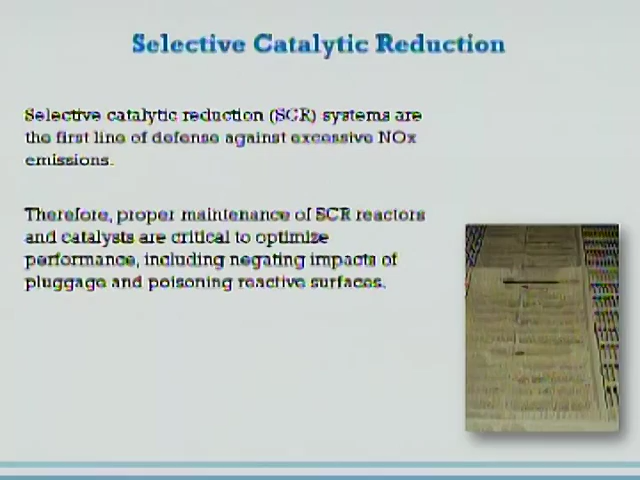 Selective Catalytic Reduction
Selective catalytic reduction (SCR) systems are
the first line of defense against excessive NOx
emissions.
Therefore, proper maintenance of SCR reactors
and catalysts are critical to optimize
performance, including negating impacts of
pluggage and poisoning reactive surfaces.